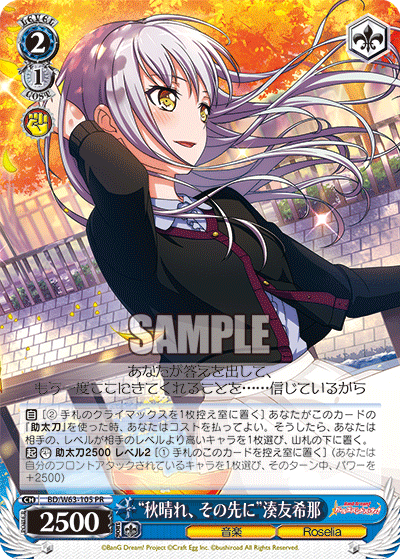 LEVEL
2
1
COST
SAMPLE
あなたが答えを出して、
もう一度ここにきてくれることを……信じているから
自 [② 手札のクライマックスを1枚控え室に置く] あなたがこのカードの
『助太刀』を使った時、あなたはコストを払ってよい。そうしたら、あなたは
相手の、レベルが相手のレベルより高いキャラを1枚選び、山札の下に置く。
起 助太刀2500 レベル2 [① 手札のこのカードを控え室に置く] (あなたは
自分のフロントアタックされているキャラを1枚選び、そのターン中、パワーを
+2500)
BD/W63-103 PR
2500
“秋晴れ、その先に”湊友希那
音楽
Roselia
©BanG Dream! Project ©Craft Egg Inc. ©bushiroad All Rights Reserved.